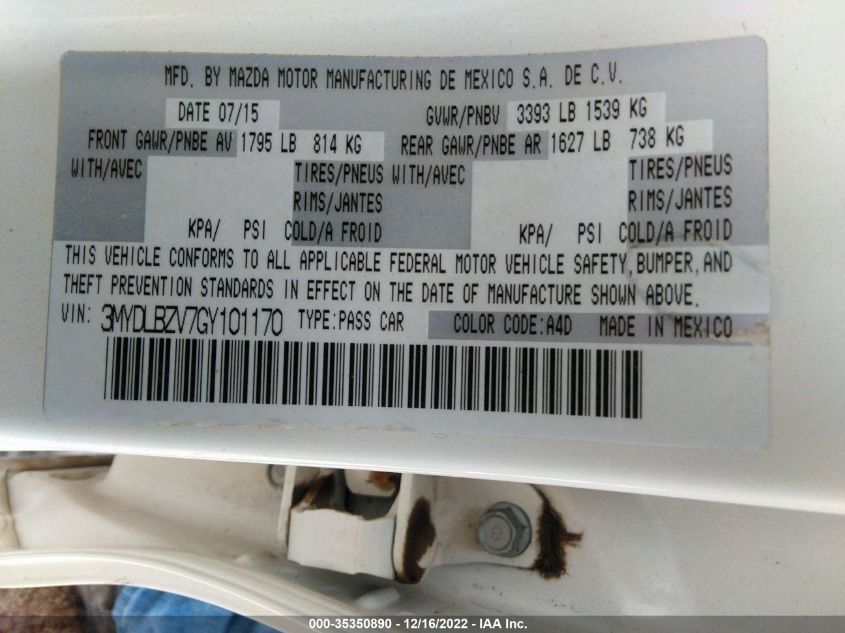 MFD. BY MAZDA MOTOR MANUFACTURING DE MEXICO S.A. DE C.V.
DATE 07/15 GVWR/PNBV 3393 LB 1539 KG
FRONT GAWR/PNBE AV 1795 LB 814 KG REAR GAWR/PNBE AR 1627 LB 738 KG
WITH/AVEC TIRES/PNEUS WITH/AVEC TIRES/PNEUS
RIMS/JANTES RIMS/JANTES
KPA/ PSI COLD/A FROID KPA/ PSI COLD/A FROID
THIS VEHICLE CONFORMS TO ALL APPLICABLE FEDERAL MOTOR VEHICLE SAFETY, BUMPER, AND
THEFT PREVENTION STANDARDS IN EFFECT ON THE DATE OF MANUFACTURE SHOWN ABOVE.
VIN: 3MYDLBZV7GY101170 TYPE:PASS CAR COLOR CODE:A4D MADE IN MEXICO
000-35350890 - 12/16/2022 - IAA Inc.